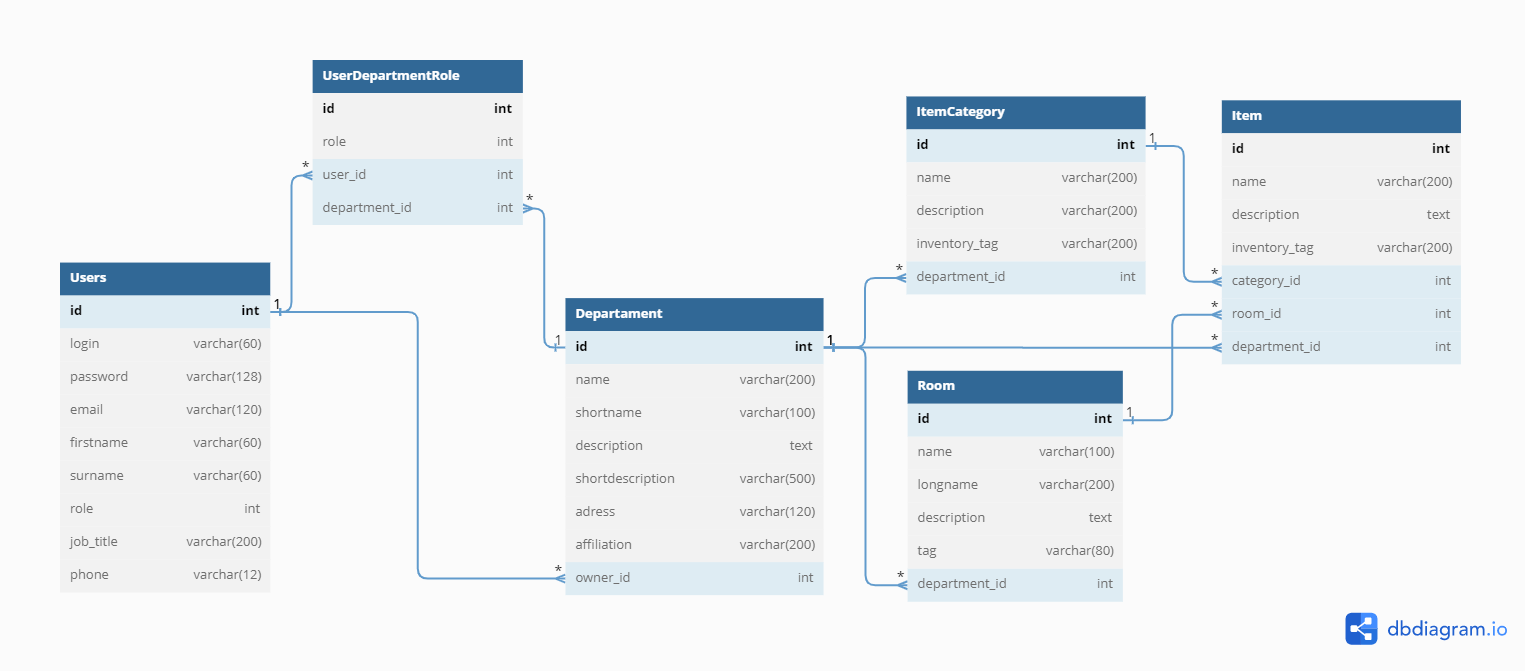 UserDepartmentRole
id int
role int
* user_id int
department_id int *
Users
id int 1
login varchar(60)
password varchar(128)
email varchar(120)
firstname varchar(60)
surname varchar(60)
role int
job_title varchar(200)
phone varchar(12)
Departament
1 id int 1
name varchar(200)
shortname varchar(100)
description text
shortdescription varchar(500)
adress varchar(120)
affiliation varchar(200)
* owner_id int
ItemCategory
id int 1
name varchar(200)
description varchar(200)
inventory_tag varchar(200)
* department_id int
Room
id int 1
name varchar(100)
longname varchar(200)
description text
tag varchar(80)
* department_id int
Item
id int
name varchar(200)
description text
inventory_tag varchar(200)
* category_id int
* room_id int
* department_id int
dbdiagram.io